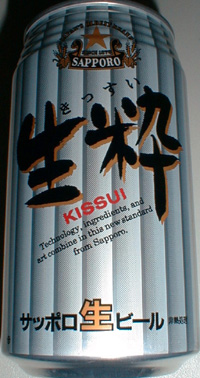 SAPPORO
きっすい
生粋
KISSUI
Technology, ingredients, and
art combine in this new standard
from Sapporo.
サッポロ生ビール